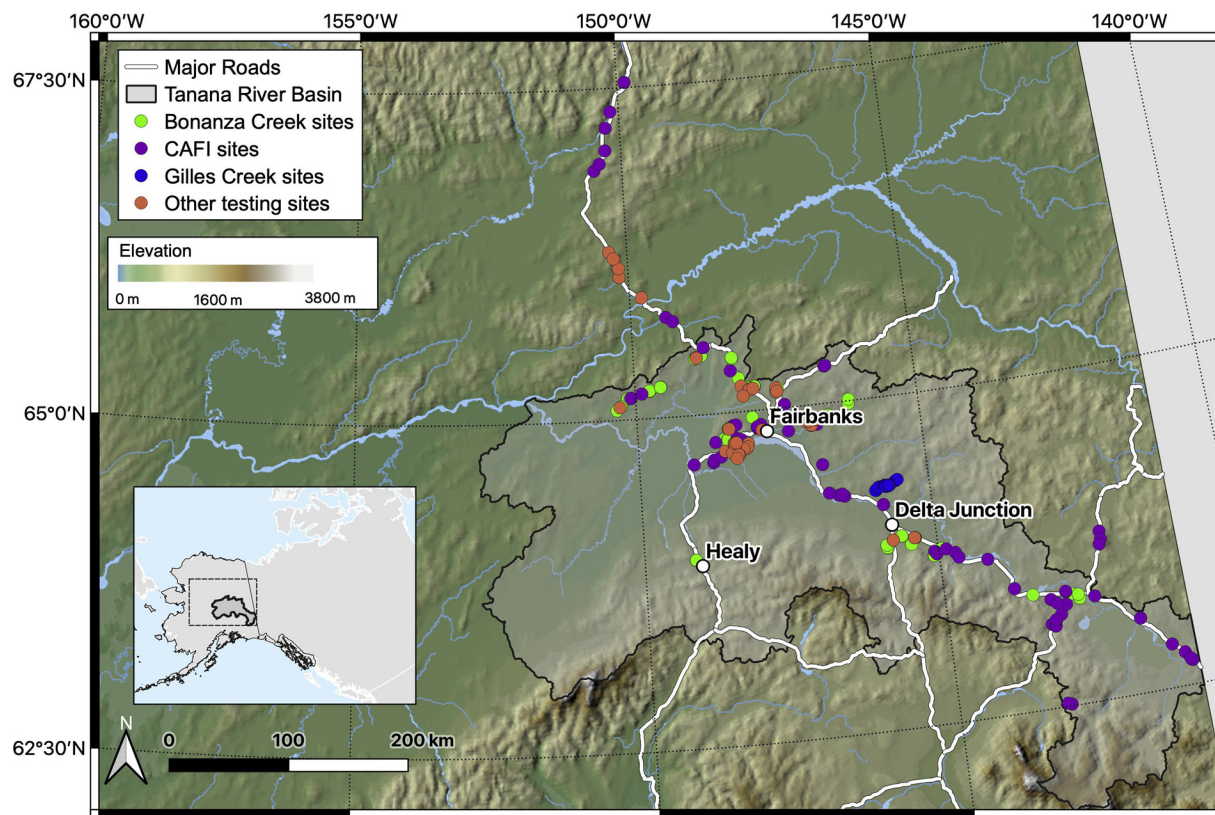 160°0'W 155°0'W 150°0'W 145°0'W 140°0'W
67°30'N
Major Roads
Tanana River Basin
Bonanza Creek sites
CAFI sites
Gilles Creek sites
Other testing sites
Elevation
0 m 1600 m 3800 m
65°0'N
Fairbanks
Delta Junction
Healy
N
0 100 200 km
62°30'N